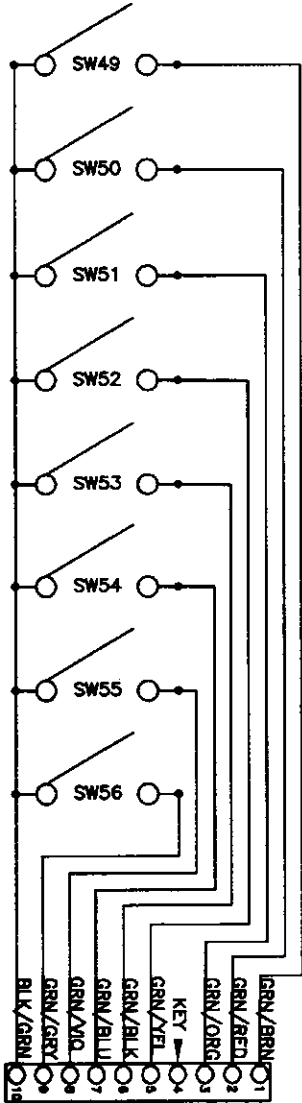 SW49
SW50
SW51
SW52
SW53
SW54
SW55
SW56
BLK/GRN
GRN/GRY
GRN/VIO
GRN/BLU
GRN/BLK
GRN/YEL
KEY
GRN/ORG
GRN/RED
GRN/BRN
10 9 8 7 6 5 4 3 2 1